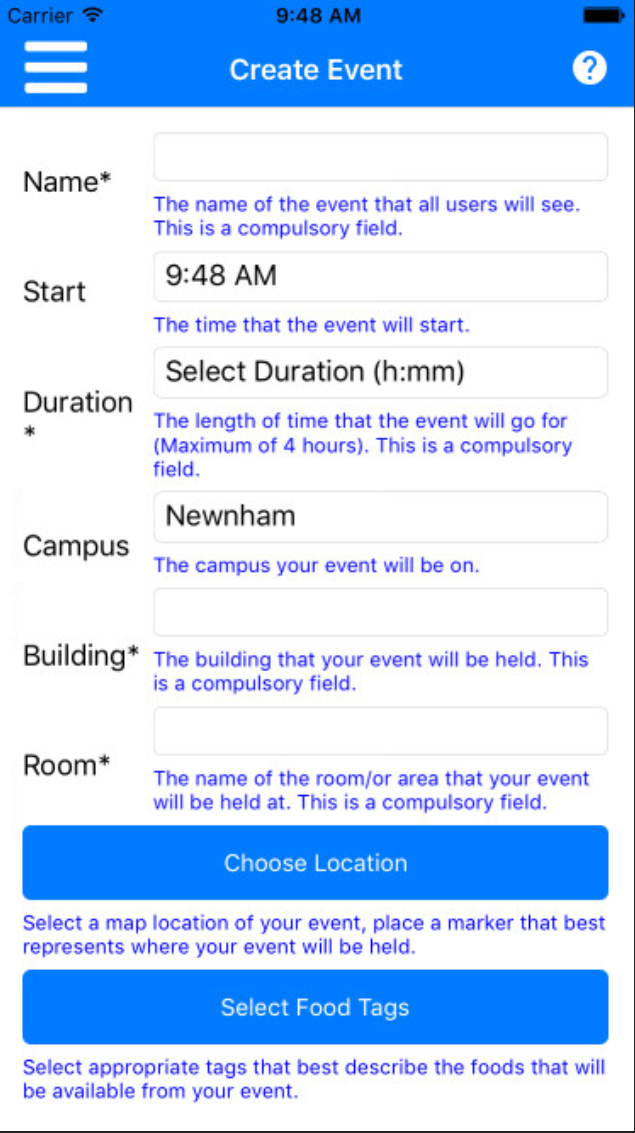 Carrier 9:48 AM
Create Event ?
Name*
The name of the event that all users will see.
This is a compulsory field.
Start 9:48 AM
The time that the event will start.
Duration
*
Select Duration (h:mm)
The length of time that the event will go for
(Maximum of 4 hours). This is a compulsory
field.
Campus Newnham
The campus your event will be on.
Building*
The building that your event will be held. This
is a compulsory field.
Room*
The name of the room/or area that your event
will be held at. This is a compulsory field.
Choose Location
Select a map location of your event, place a marker that best
represents where your event will be held.
Select Food Tags
Select appropriate tags that best describe the foods that will
be available from your event.